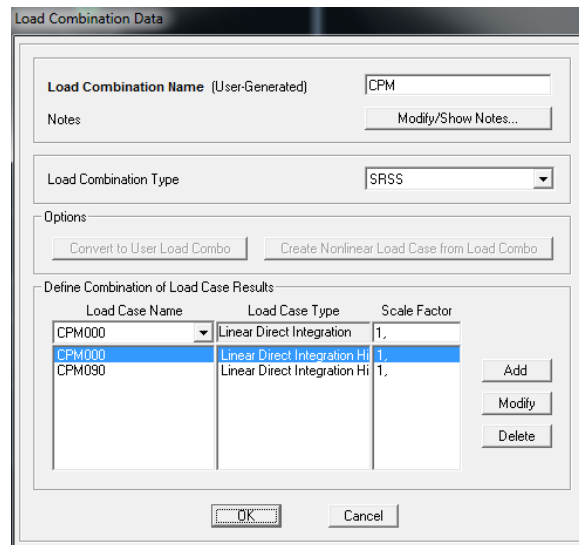 Load Combination Data
Load Combination Name (User-Generated) CPM
Notes Modify/Show Notes...
Load Combination Type SRSS
Options
Convert to User Load Combo Create Nonlinear Load Case from Load Combo
Define Combination of Load Case Results
Load Case Name Load Case Type Scale Factor
CPM000 Linear Direct Integration 1,
CPM000 Linear Direct Integration Hi 1,
CPM090 Linear Direct Integration Hi 1,
Add
Modify
Delete
OK Cancel